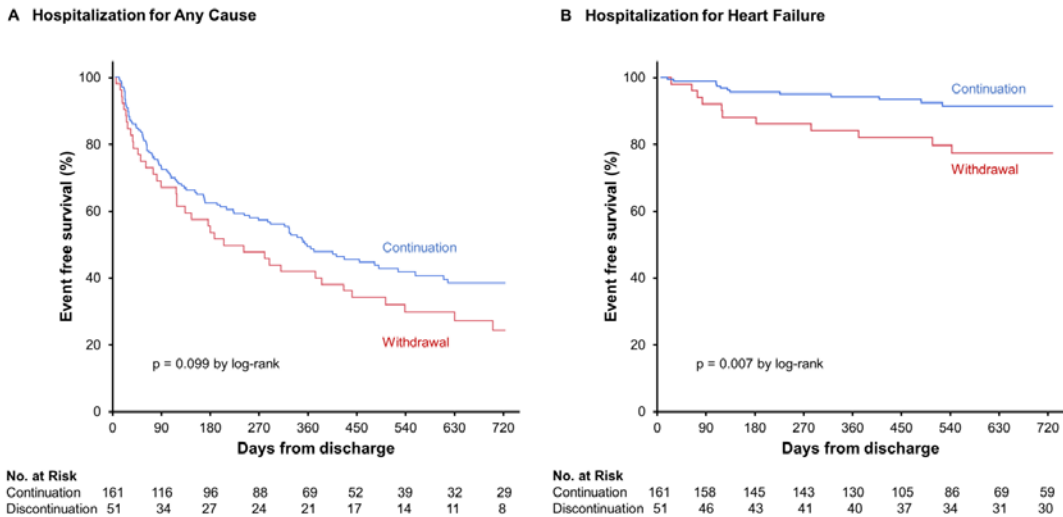 A Hospitalization for Any Cause
Event free survival (%)
100
80
60
40
20
0
Continuation
Withdrawal
p = 0.099 by log-rank
0 90 180 270 360 450 540 630 720
Days from discharge
No. at Risk
Continuation 161 116 96 88 69 52 39 32 29
Discontinuation 51 34 27 24 21 17 14 11 8
B Hospitalization for Heart Failure
Event free survival (%)
100
80
60
40
20
0
Continuation
Withdrawal
p = 0.007 by log-rank
0 90 180 270 360 450 540 630 720
Days from discharge
No. at Risk
Continuation 161 158 145 143 130 105 86 69 59
Discontinuation 51 46 43 41 40 37 34 31 30